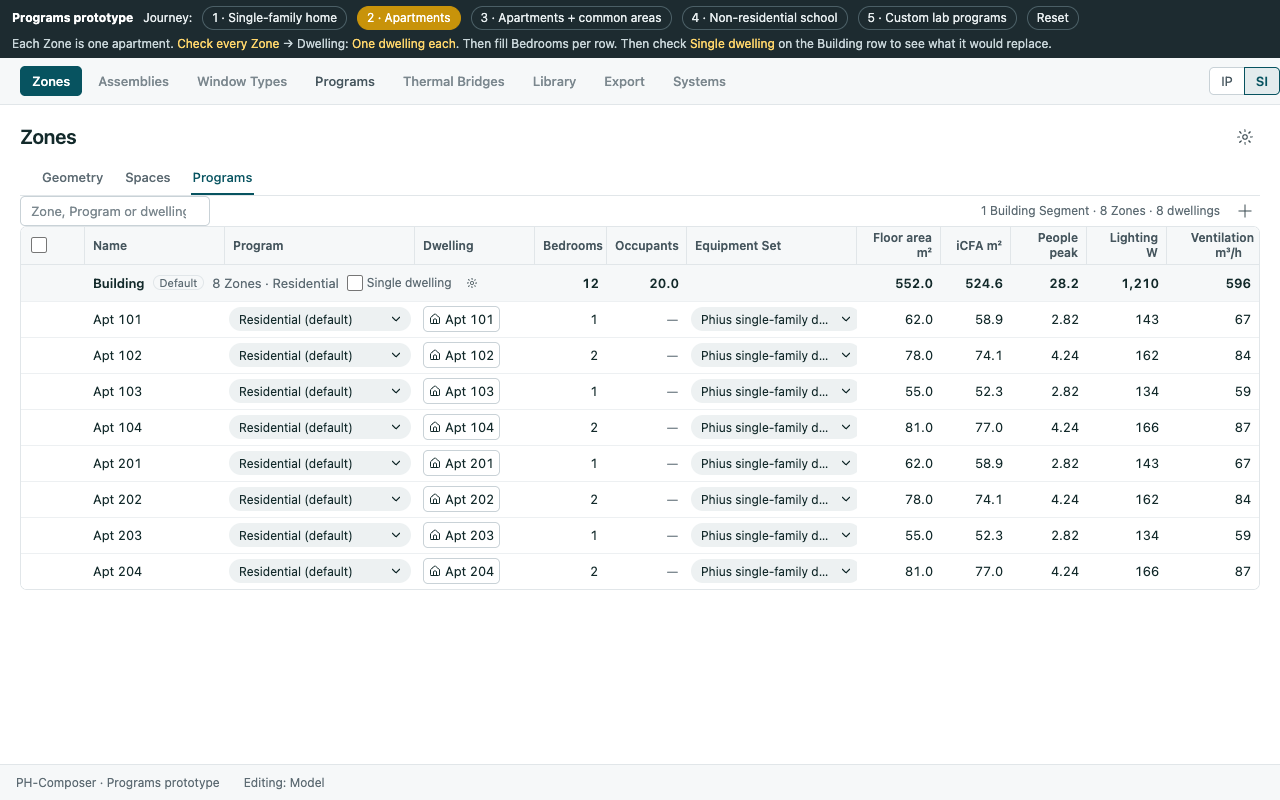 Programs prototype Journey: 1 · Single-family home 2 · Apartments 3 · Apartments + common areas 4 · Non-residential school 5 · Custom lab programs Reset
Each Zone is one apartment. Check every Zone → Dwelling: One dwelling each. Then fill Bedrooms per row. Then check Single dwelling on the Building row to see what it would replace.
Zones Assemblies Window Types Programs Thermal Bridges Library Export Systems IP SI
Zones
Geometry Spaces Programs
Zone, Program or dwelling 1 Building Segment · 8 Zones · 8 dwellings
Name Program Dwelling Bedrooms Occupants Equipment Set Floor area m² iCFA m² People peak Lighting W Ventilation m³/h
Building Default 8 Zones · Residential Single dwelling 12 20.0 552.0 524.6 28.2 1,210 596
Apt 101 Residential (default) Apt 101 1 — Phius single-family d... 62.0 58.9 2.82 143 67
Apt 102 Residential (default) Apt 102 2 — Phius single-family d... 78.0 74.1 4.24 162 84
Apt 103 Residential (default) Apt 103 1 — Phius single-family d... 55.0 52.3 2.82 134 59
Apt 104 Residential (default) Apt 104 2 — Phius single-family d... 81.0 77.0 4.24 166 87
Apt 201 Residential (default) Apt 201 1 — Phius single-family d... 62.0 58.9 2.82 143 67
Apt 202 Residential (default) Apt 202 2 — Phius single-family d... 78.0 74.1 4.24 162 84
Apt 203 Residential (default) Apt 203 1 — Phius single-family d... 55.0 52.3 2.82 134 59
Apt 204 Residential (default) Apt 204 2 — Phius single-family d... 81.0 77.0 4.24 166 87
PH-Composer · Programs prototype Editing: Model